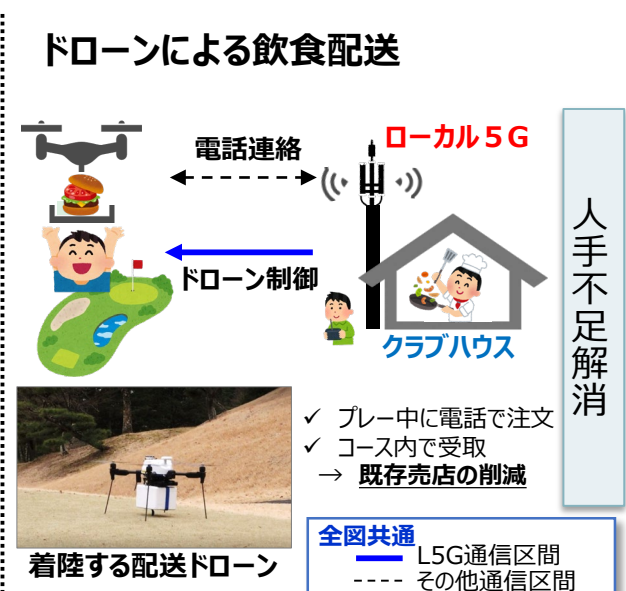 ドローンによる飲食配送
電話連絡
ローカル５G
ドローン制御
クラブハウス
人手不足解消
✓ プレー中に電話で注文
✓ コース内で受取
→ 既存売店の削減
着陸する配送ドローン
全図共通
L5G通信区間
その他通信区間